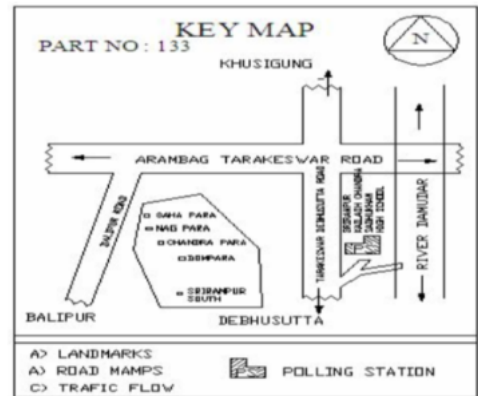 KEY MAP
PART NO : 133
N
KHUSIGUNG
ARAMBAG TARAKESWAR ROAD
BALIPUR ROAD
SAHA PARA
NAG PARA
CHANDRA PARA
DOMPARA
SRIRAMPUR
SOUTH
TARAKESWAR DEBHUSUTTA ROAD
SRIRAMPUR
KAILASH CHANDRA
HIGH SCHOOL
RIVER DAMUDAR
BALIPUR
DEBHUSUTTA
A) LANDMARKS
A) ROAD MAMPS
C) TRAFIC FLOW
PS
POLLING STATION